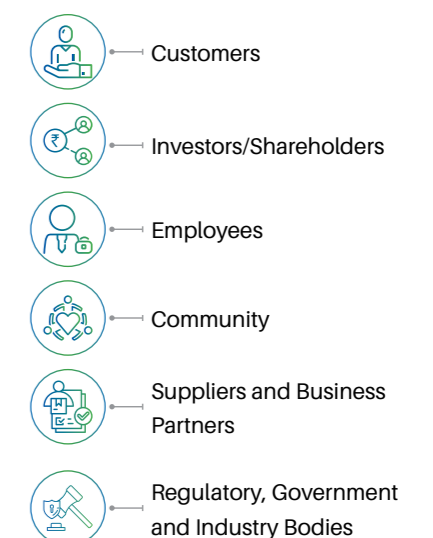 Customers
₹
Investors/Shareholders
Employees
Community
Suppliers and Business
Partners
Regulatory, Government
and Industry Bodies